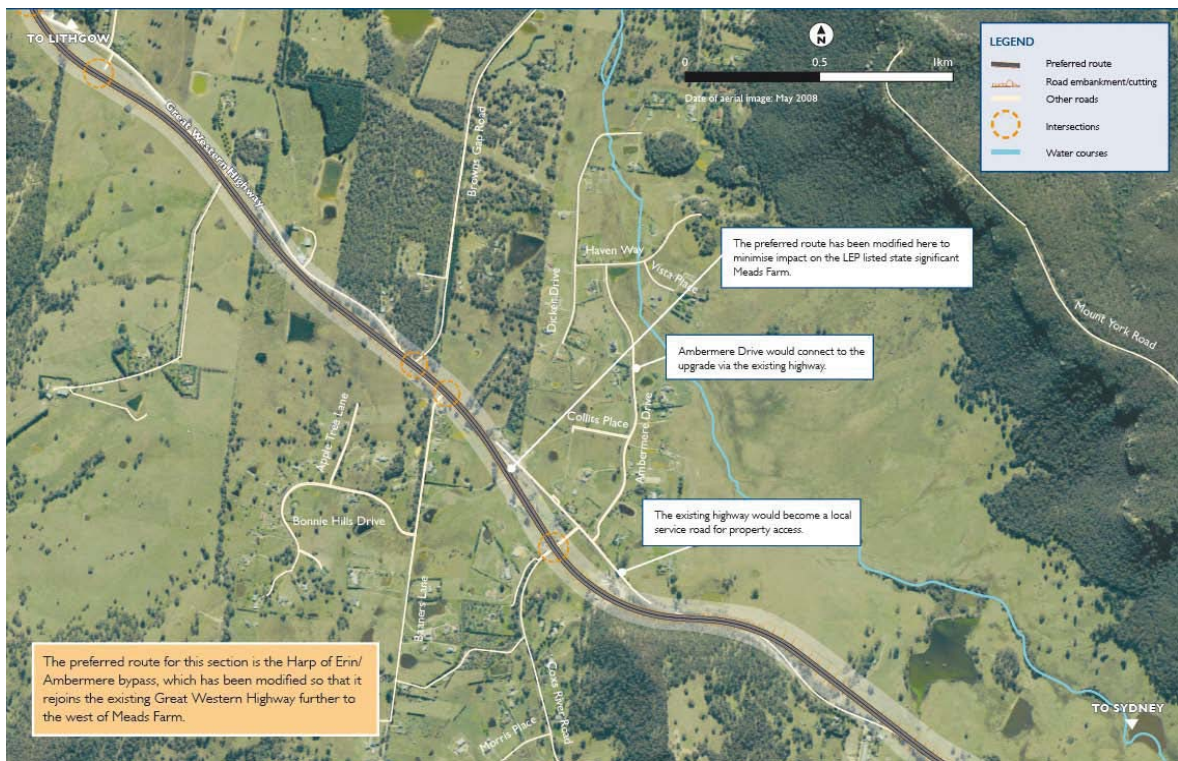 TO LITHGOW
N
0 0.5 1km
Date of aerial image: May 2008
LEGEND
Preferred route
Road embankment/cutting
Other roads
Intersections
Water courses
Great Western Highway
Browns Gap Road
Haven Way
Vista Place
Dickens Drive
The preferred route has been modified here to
minimise impact on the LEP listed state significant
Meads Farm.
Mount York Road
Ambermere Drive would connect to the
upgrade via the existing highway.
Collits Place
Ambermere Drive
Apple Tree Lane
Bonnie Hills Drive
The existing highway would become a local
service road for property access.
Baaners Lane
Coxs River Road
Morris Place
The preferred route for this section is the Harp of Erin/
Ambermere bypass, which has been modified so that it
rejoins the existing Great Western Highway further to
the west of Meads Farm.
TO SYDNEY